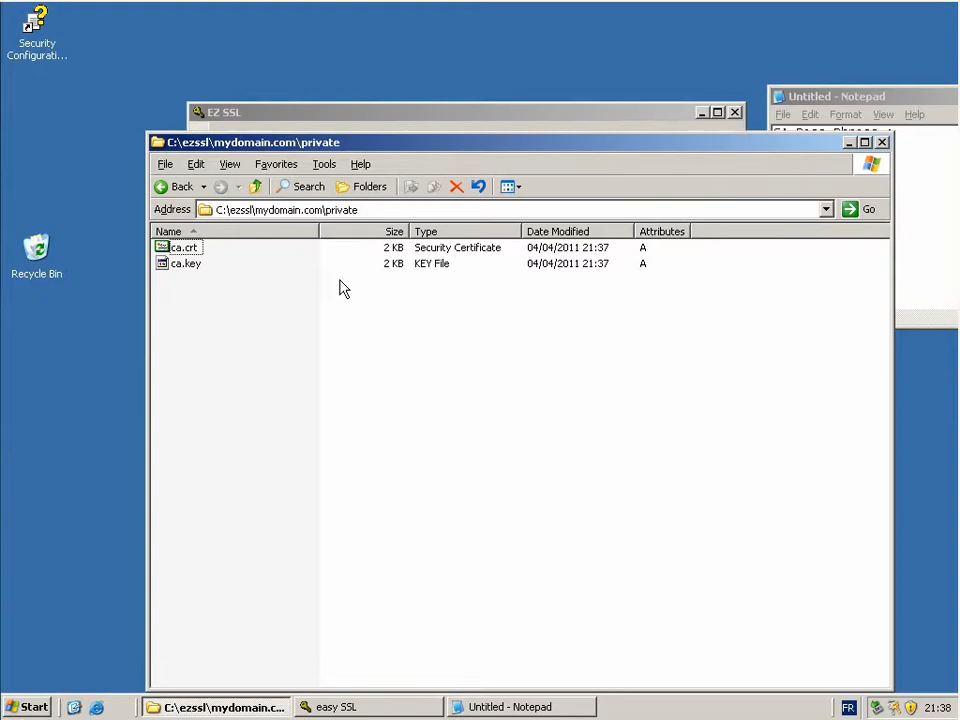 Security
Configurati...
EZ SSL
Untitled - Notepad
File Edit Format View Help
C:\ezssl\mydomain.com\private
File Edit View Favorites Tools Help
Back Search Folders
Address C:\ezssl\mydomain.com\private Go
Name Size Type Date Modified Attributes
ca.crt 2 KB Security Certificate 04/04/2011 21:37 A
ca.key 2 KB KEY File 04/04/2011 21:37 A
Recycle Bin
Start C:\ezssl\mydomain.c... easy SSL Untitled - Notepad FR 21:38